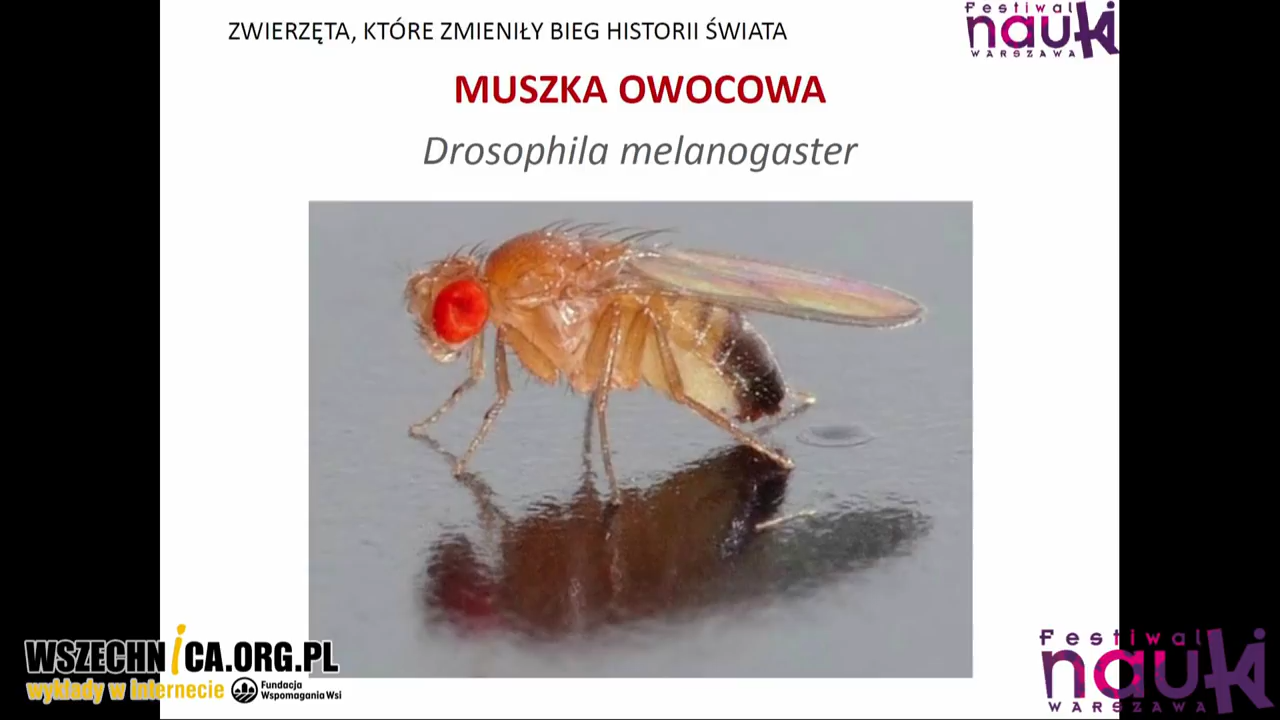 ZWIERZĘTA, KTÓRE ZMIENIŁY BIEG HISTORII ŚWIATA
Festiwal
nauki
WARSZAWA
MUSZKA OWOCOWA
Drosophila melanogaster
WSZECHNICA.ORG.PL
wykłady w Internecie
Fundacja
Wspomagania Wsi
Festiwal
nauki
WARSZAWA